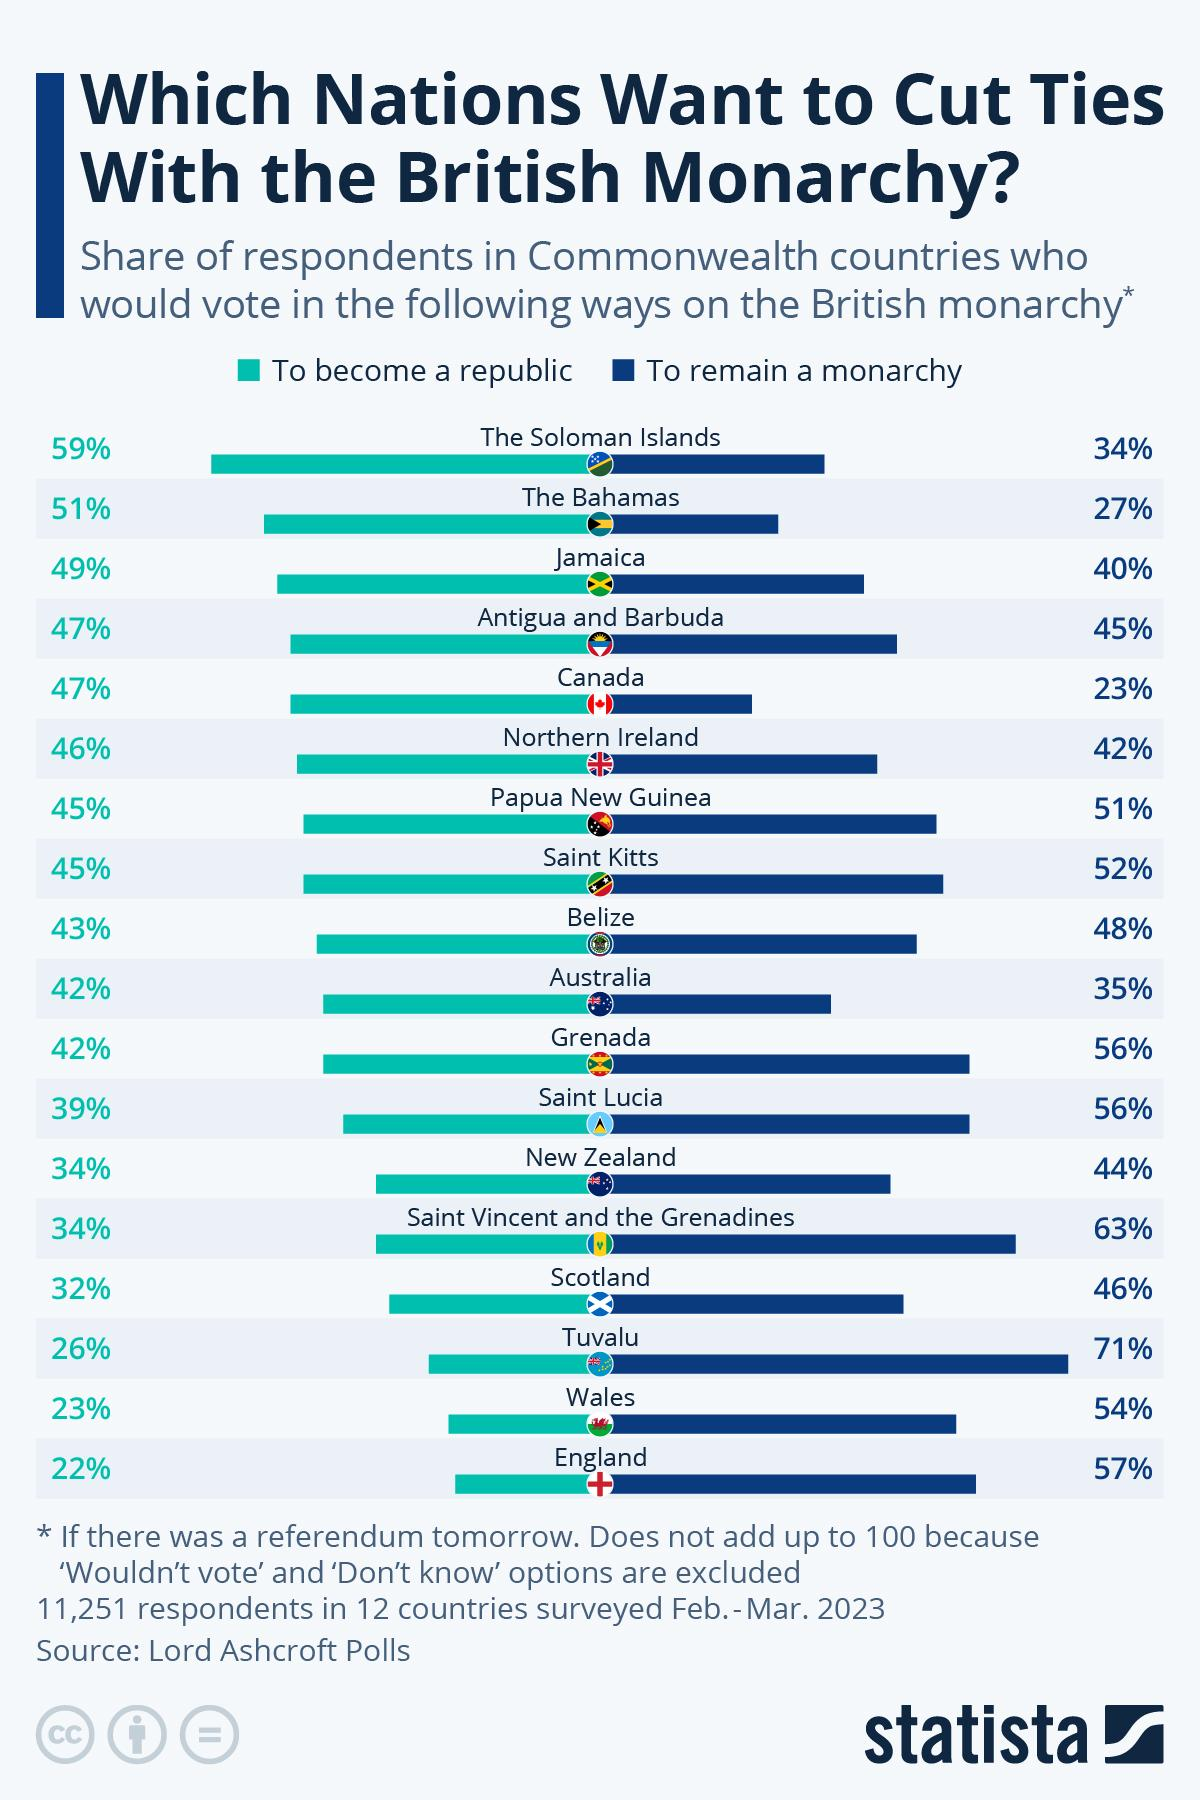 Which Nations Want to Cut Ties
With the British Monarchy?
Share of respondents in Commonwealth countries who
would vote in the following ways on the British monarchy*
To become a republic To remain a monarchy
The Soloman Islands
59% 34%
The Bahamas
51% 27%
Jamaica
49% 40%
Antigua and Barbuda
47% 45%
Canada
47% 23%
Northern Ireland
46% 42%
Papua New Guinea
45% 51%
Saint Kitts
45% 52%
Belize
43% 48%
Australia
42% 35%
Grenada
42% 56%
Saint Lucia
39% 56%
New Zealand
34% 44%
Saint Vincent and the Grenadines
34% 63%
Scotland
32% 46%
Tuvalu
26% 71%
Wales
23% 54%
England
22% 57%
* If there was a referendum tomorrow. Does not add up to 100 because
‘Wouldn’t vote’ and ‘Don’t know’ options are excluded
11,251 respondents in 12 countries surveyed Feb.-Mar. 2023
Source: Lord Ashcroft Polls
cc = statista